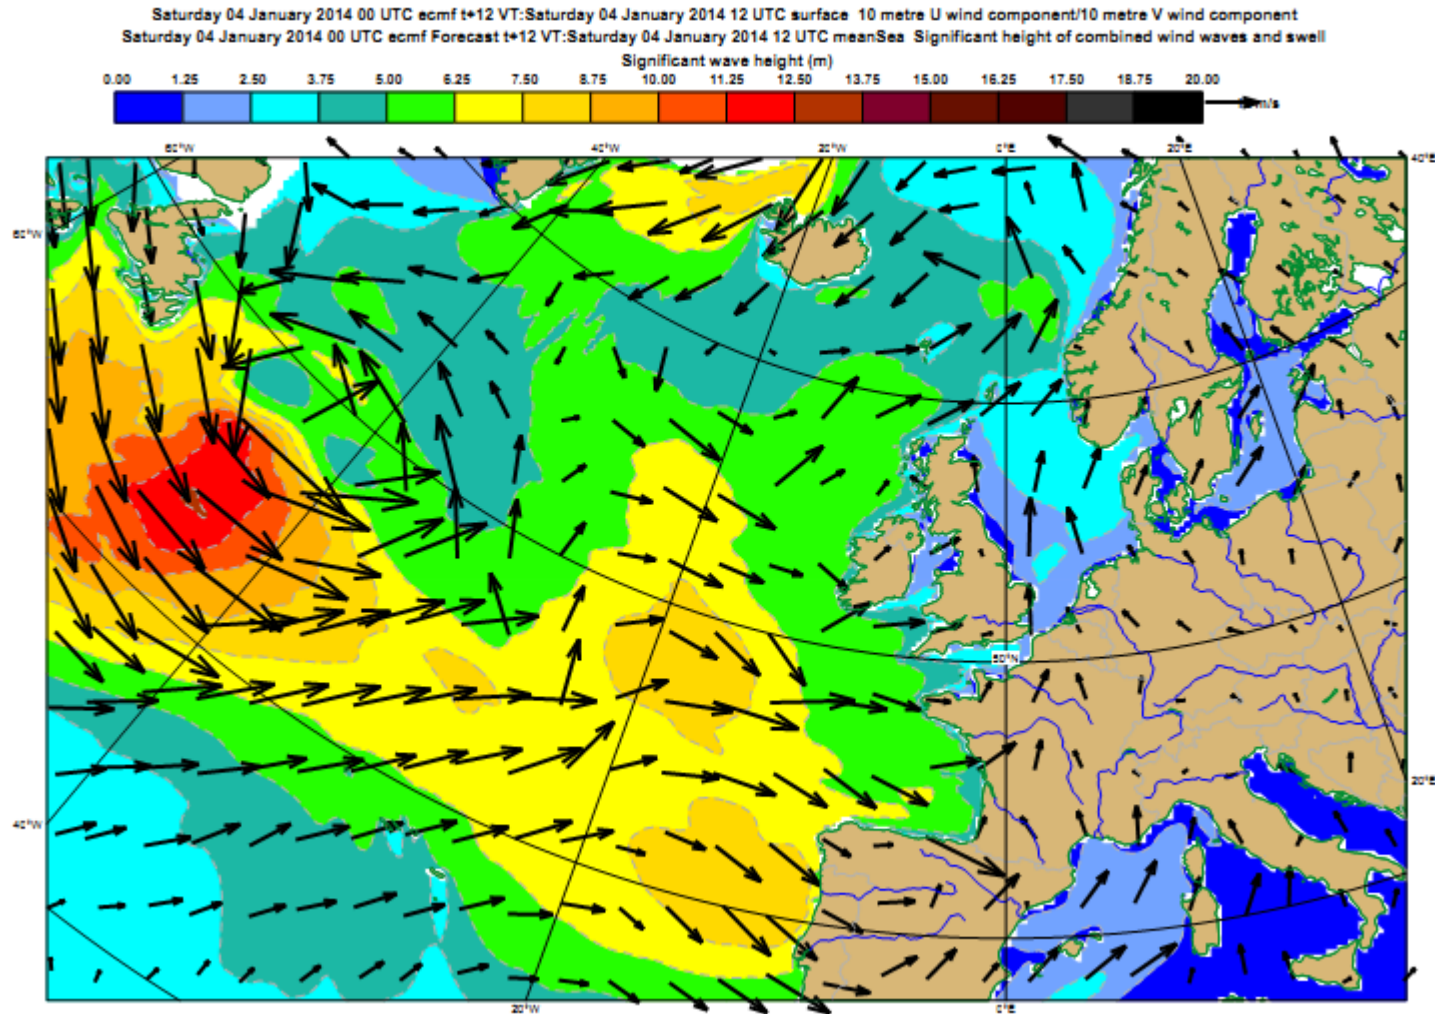 Saturday 04 January 2014 00 UTC ecmf t+12 VT:Saturday 04 January 2014 12 UTC surface 10 metre U wind component/10 metre V wind component
Saturday 04 January 2014 00 UTC ecmf Forecast t+12 VT:Saturday 04 January 2014 12 UTC meanSea Significant height of combined wind waves and swell
Significant wave height (m)
0.00 1.25 2.50 3.75 5.00 6.25 7.50 8.75 10.00 11.25 12.50 13.75 15.00 16.25 17.50 18.75 20.00
m/s
60°W 40°W 20°W 0°E 20°E 40°E
60°W
50°N
20°E
40°W
20°W 0°E